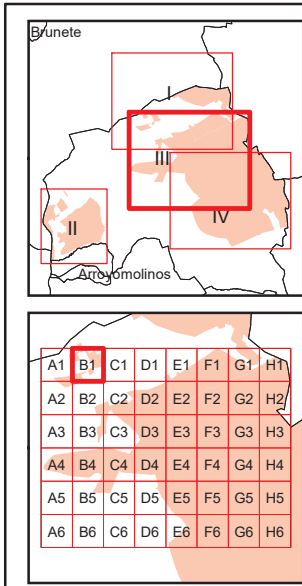 Brunete
I
III
II
IV
Arroyomolinos
A1 B1 C1 D1 E1 F1 G1 H1
A2 B2 C2 D2 E2 F2 G2 H2
A3 B3 C3 D3 E3 F3 G3 H3
A4 B4 C4 D4 E4 F4 G4 H4
A5 B5 C5 D5 E5 F5 G5 H5
A6 B6 C6 D6 E6 F6 G6 H6